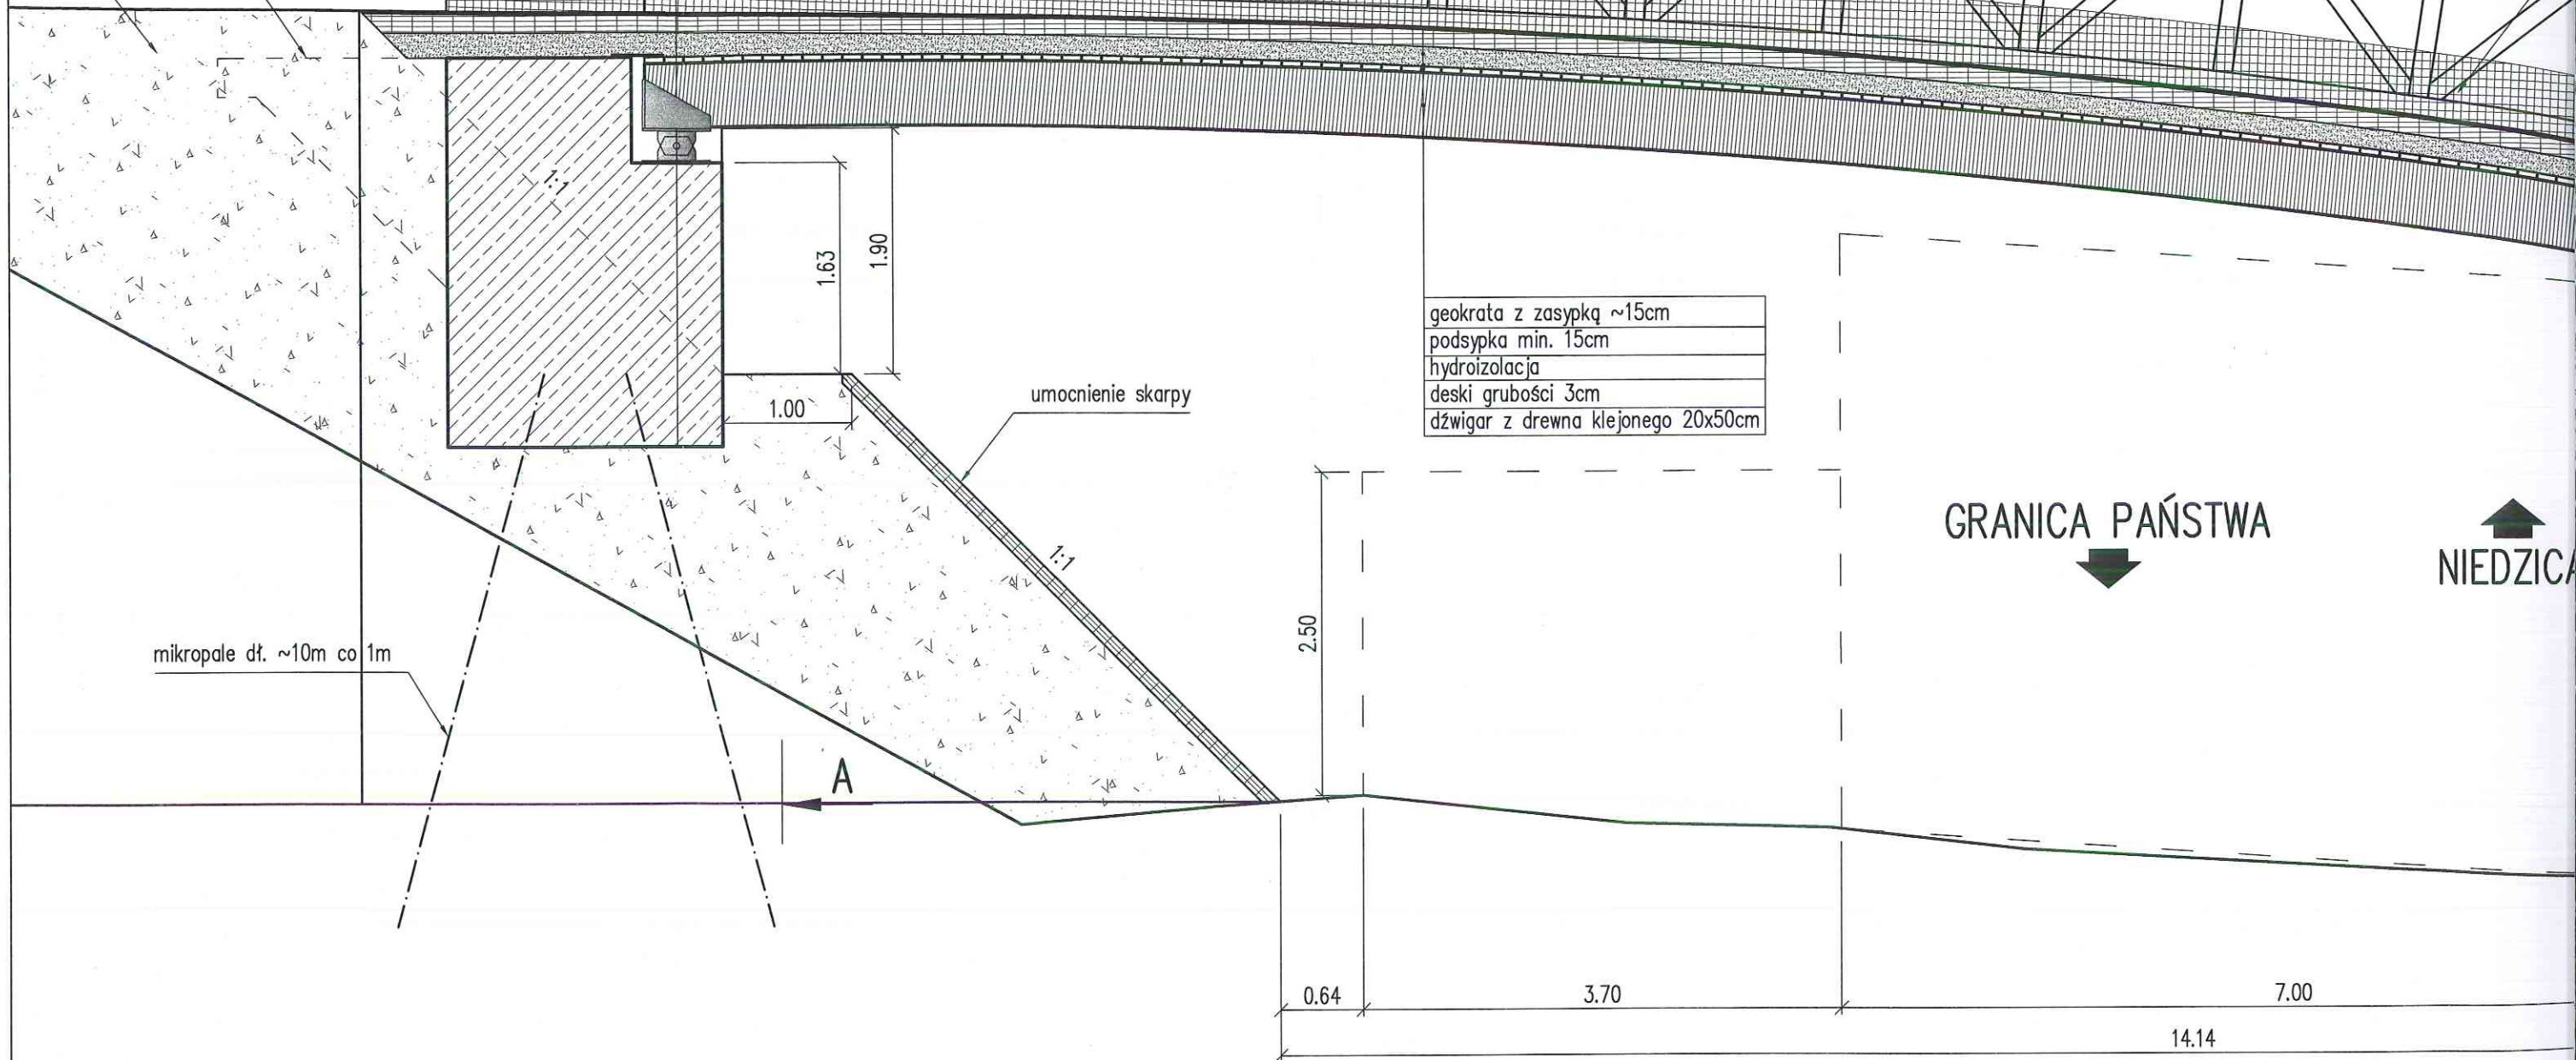 1:1
1.63
1.90
geokrata z zasypką ~15cm
podsypka min. 15cm
hydroizolacja
deski grubości 3cm
dźwigar z drewna klejonego 20x50cm
umocnienie skarpy
1.00
GRANICA PAŃSTWA
NIEDZICA
1:1
2.50
mikropale dł. ~10m co 1m
A
0.64
3.70
7.00
14.14